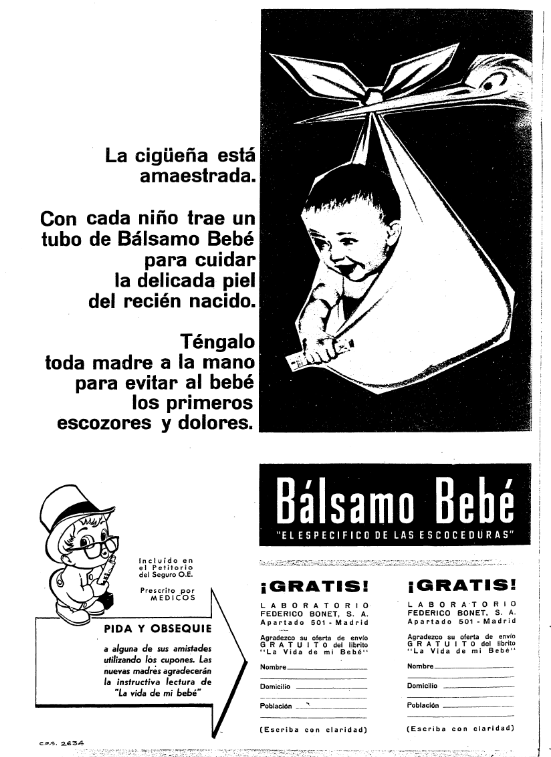 La cigüeña está
amaestrada.
Con cada niño trae un
tubo de Bálsamo Bebé
para cuidar
la delicada piel
del recién nacido.
Téngalo
toda madre a la mano
para evitar al bebé
los primeros
escozores y dolores.
Bálsamo Bebé
"EL ESPECIFICO DE LAS ESCOCEDURAS"
Incluído en
el Petitorio
del Seguro O.E.
Prescrito por
MEDICOS
PIDA Y OBSEQUIE
a alguna de sus amistades
utilizando los cupones. Las
nuevas madres agradecerán
la instructiva lectura de
"La vida de mi bebé"
¡GRATIS!
LABORATORIO
FEDERICO BONET, S. A.
Apartado 501 - Madrid
Agradezco su oferta de envío
GRATUITO del librito
"La Vida de mi Bebé"
Nombre
Domicilio
Población
(Escriba con claridad)
¡GRATIS!
LABORATORIO
FEDERICO BONET, S. A.
Apartado 501 - Madrid
Agradezco su oferta de envío
GRATUITO del librito
"La Vida de mi Bebé"
Nombre
Domicilio
Población
(Escriba con claridad)
C.P.S. 2634